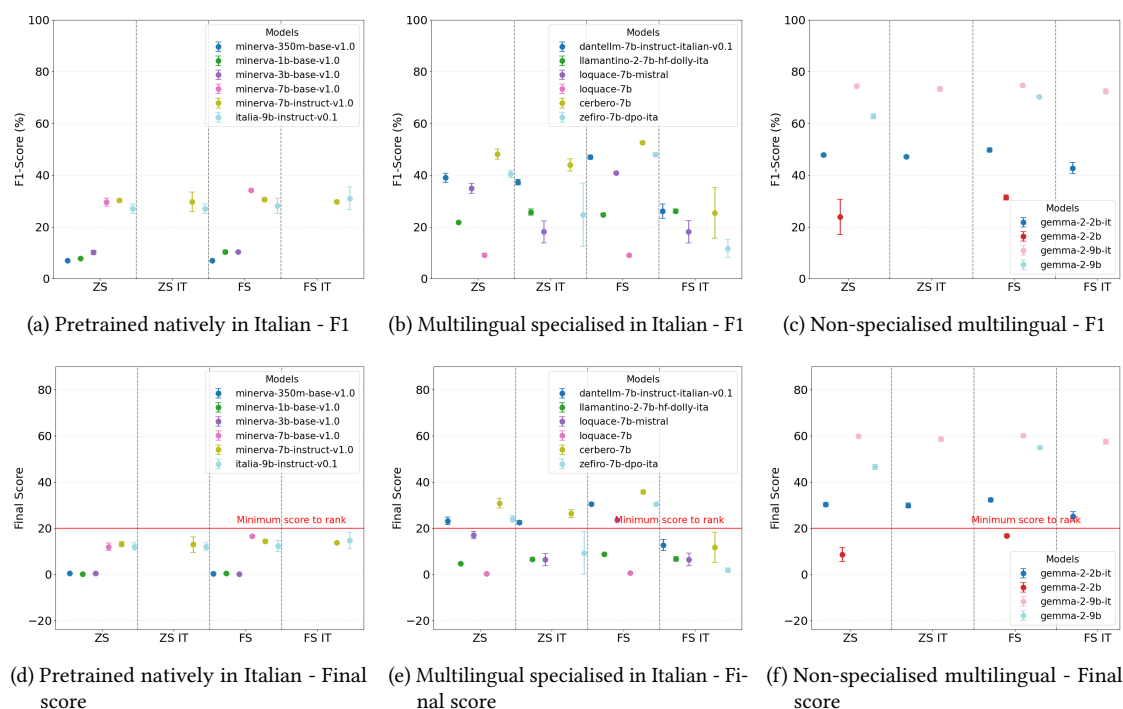 100
80
60
40
20
0
F1-Score (%)
Models
minerva-350m-base-v1.0
minerva-1b-base-v1.0
minerva-3b-base-v1.0
minerva-7b-base-v1.0
minerva-7b-instruct-v1.0
italia-9b-instruct-v0.1
ZS
ZS IT
FS
FS IT
(a) Pretrained natively in Italian - F1
100
80
60
40
20
0
F1-Score (%)
Models
dantellm-7b-instruct-italian-v0.1
llamantino-2-7b-hf-dolly-ita
loquace-7b-mistral
loquace-7b
cerbero-7b
zefiro-7b-dpo-ita
ZS
ZS IT
FS
FS IT
(b) Multilingual specialised in Italian - F1
100
80
60
40
20
0
F1-Score (%)
Models
gemma-2-2b-it
gemma-2-2b
gemma-2-9b-it
gemma-2-9b
ZS
ZS IT
FS
FS IT
(c) Non-specialised multilingual - F1
80
60
40
20
0
−20
Final Score
Models
minerva-350m-base-v1.0
minerva-1b-base-v1.0
minerva-3b-base-v1.0
minerva-7b-base-v1.0
minerva-7b-instruct-v1.0
italia-9b-instruct-v0.1
Minimum score to rank
ZS
ZS IT
FS
FS IT
(d) Pretrained natively in Italian - Final
score
80
60
40
20
0
−20
Final Score
Models
dantellm-7b-instruct-italian-v0.1
llamantino-2-7b-hf-dolly-ita
loquace-7b-mistral
loquace-7b
cerbero-7b
zefiro-7b-dpo-ita
Minimum score to rank
ZS
ZS IT
FS
FS IT
(e) Multilingual specialised in Italian - Fi-
nal score
80
60
40
20
0
−20
Final Score
Minimum score to rank
Models
gemma-2-2b-it
gemma-2-2b
gemma-2-9b-it
gemma-2-9b
ZS
ZS IT
FS
FS IT
(f) Non-specialised multilingual - Final
score